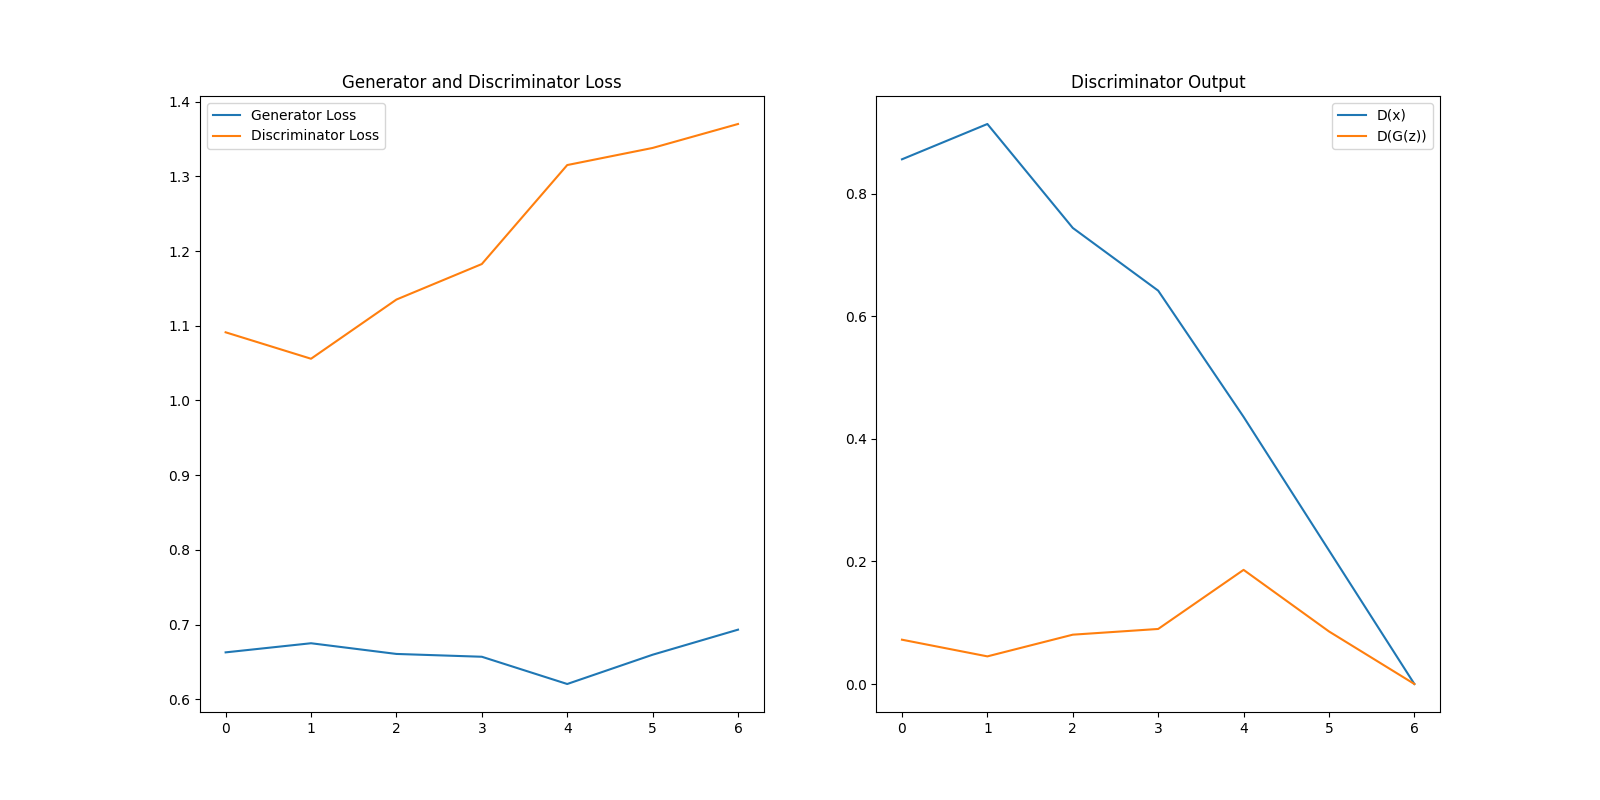 Generator and Discriminator Loss
Generator Loss
Discriminator Loss
1.4
1.3
1.2
1.1
1.0
0.9
0.8
0.7
0.6
0 1 2 3 4 5 6
Discriminator Output
D(x)
D(G(z))
0.8
0.6
0.4
0.2
0.0
0 1 2 3 4 5 6